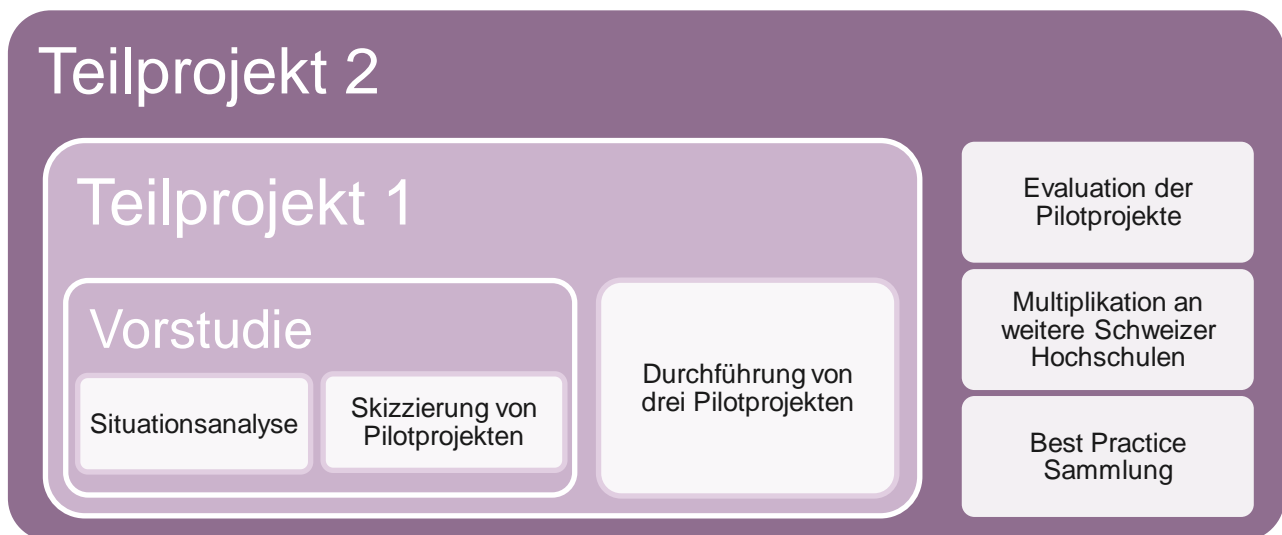 Teilprojekt 2
Teilprojekt 1
Vorstudie
Situationsanalyse
Skizzierung von
Pilotprojekten
Durchführung von
drei Pilotprojekten
Evaluation der
Pilotprojekte
Multiplikation an
weitere Schweizer
Hochschulen
Best Practice
Sammlung